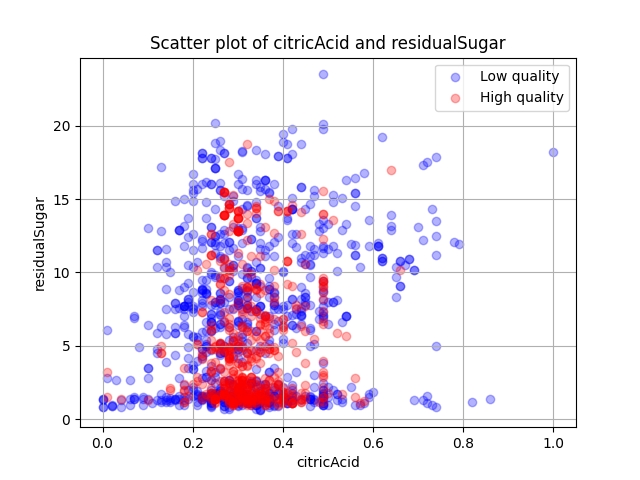 Scatter plot of citricAcid and residualSugar
Low quality
High quality
20
15
10
5
0
residualSugar
0.0 0.2 0.4 0.6 0.8 1.0
citricAcid